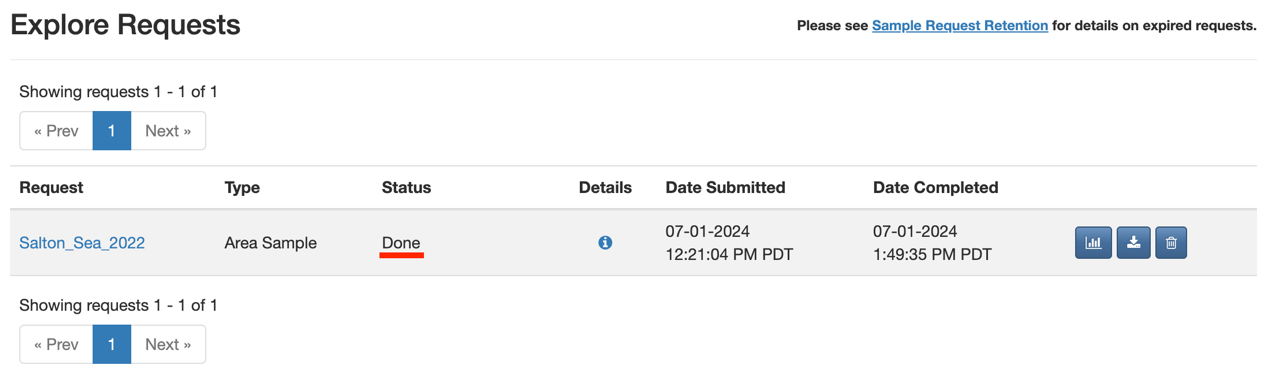 Explore Requests
Please see Sample Request Retention for details on expired requests.
Showing requests 1 - 1 of 1
« Prev 1 Next »
Request Type Status Details Date Submitted Date Completed
Salton_Sea_2022 Area Sample Done 07-01-2024 12:21:04 PM PDT 07-01-2024 1:49:35 PM PDT
Showing requests 1 - 1 of 1
« Prev 1 Next »